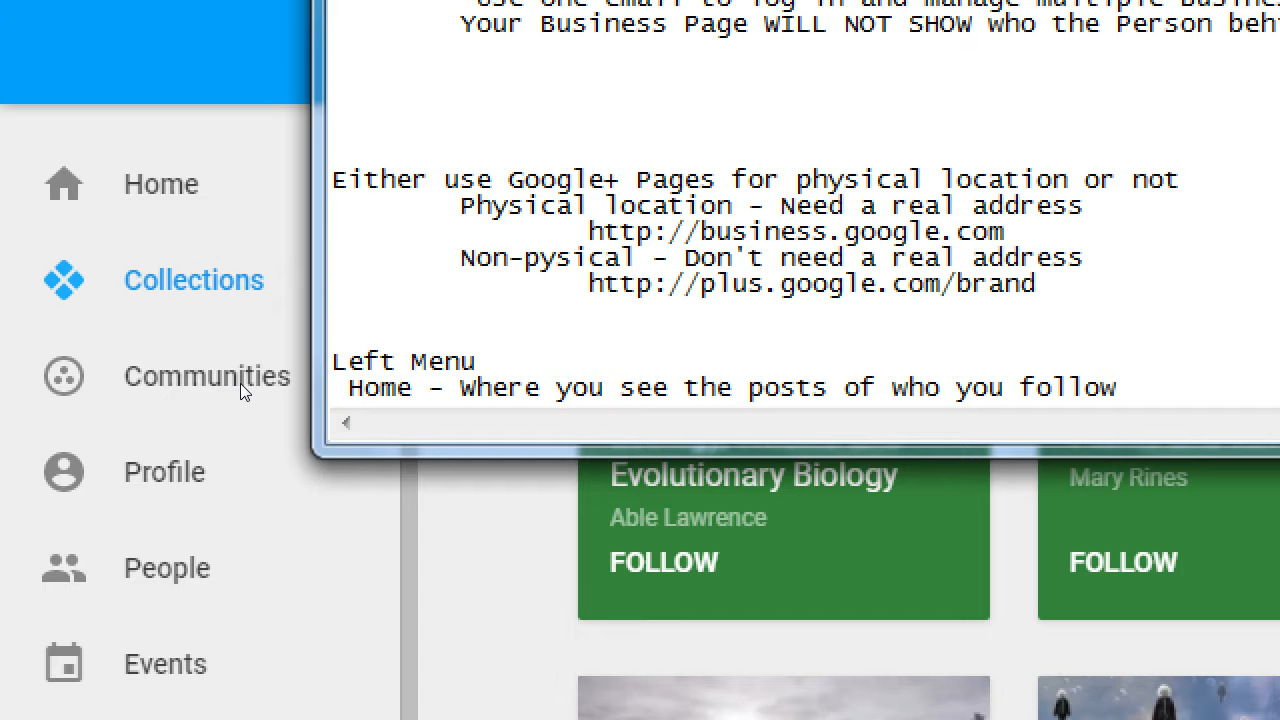 Your Business Page WILL NOT SHOW who the Person
Either use Google+ Pages for physical location or not
Physical location - Need a real address
http://business.google.com
Non-pysical - Don't need a real address
http://plus.google.com/brand
Left Menu
Home - Where you see the posts of who you follow
Home
Collections
Communities
Profile
People
Events
Evolutionary Biology
Able Lawrence
FOLLOW
Mary Rines
FOLLOW